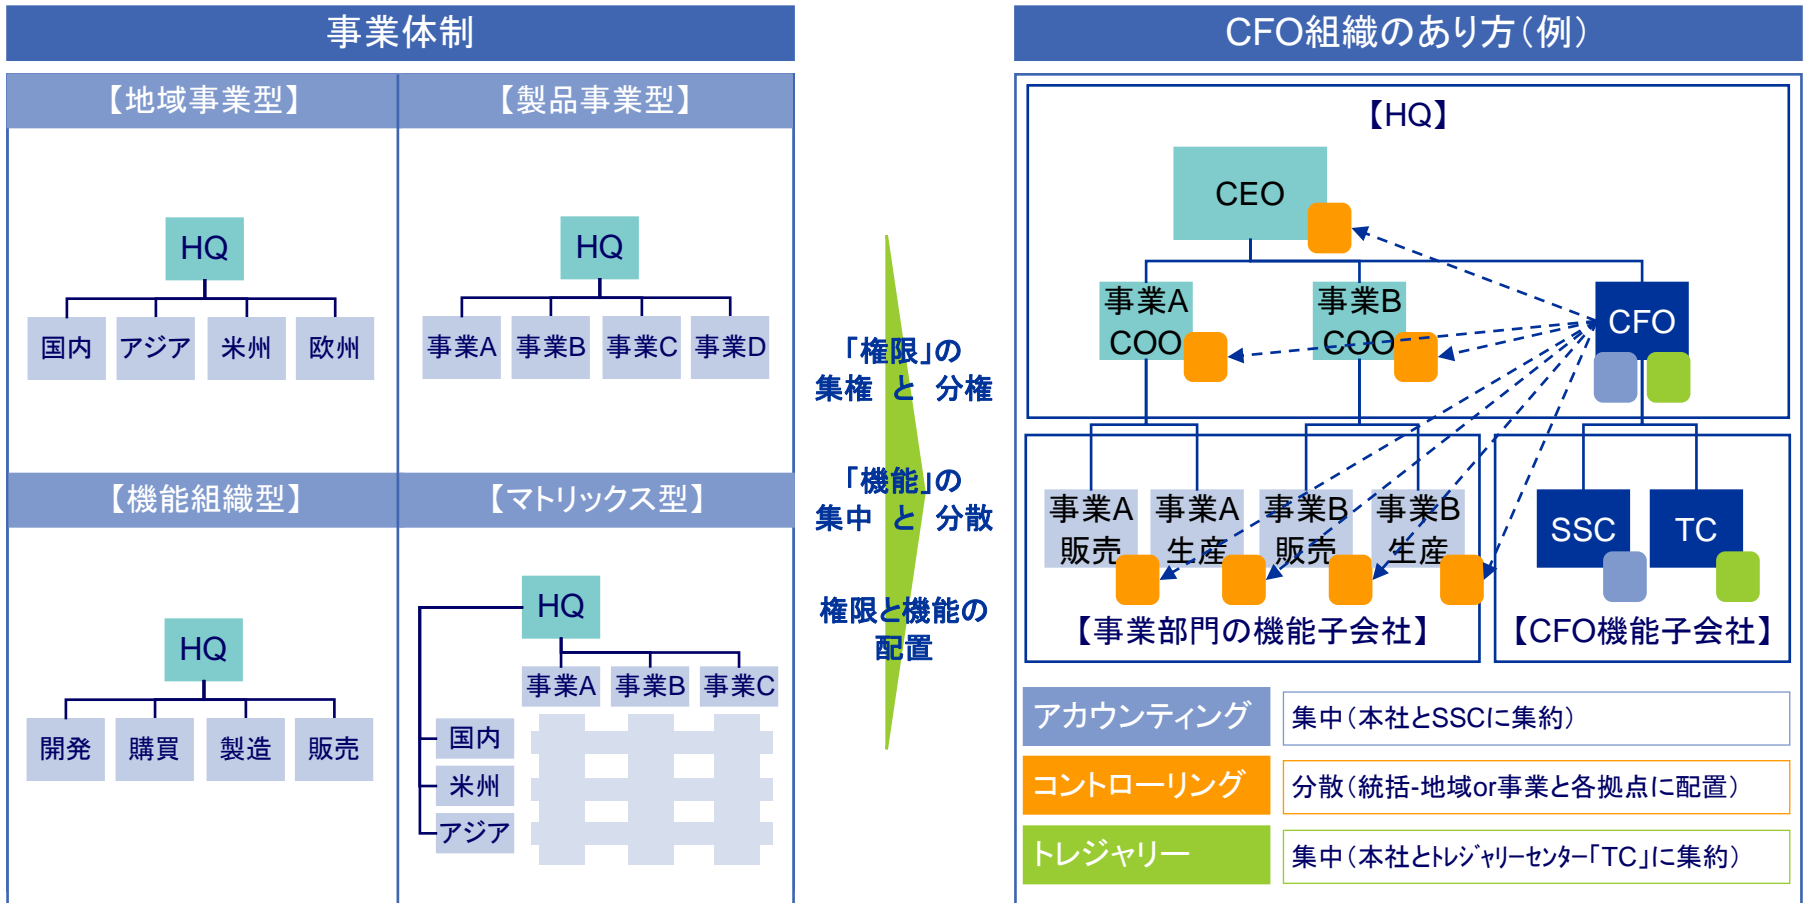 事業体制
【地域事業型】
HQ
国内
アジア
米州
欧州
【製品事業型】
HQ
事業A
事業B
事業C
事業D
【機能組織型】
HQ
開発
購買
製造
販売
【マトリックス型】
HQ
事業A
事業B
事業C
国内
米州
アジア
「権限」の
集権 と 分権
「機能」の
集中 と 分散
権限と機能の
配置
CFO組織のあり方(例)
【HQ】
CEO
事業A
COO
事業B
COO
CFO
事業A
販売
事業A
生産
事業B
販売
事業B
生産
【事業部門の機能子会社】
SSC
TC
【CFO機能子会社】
アカウンティング
集中(本社とSSCに集約)
コントローリング
分散(統括-地域or事業と各拠点に配置)
トレジャリー
集中(本社とトレジャリーセンター「TC」に集約)